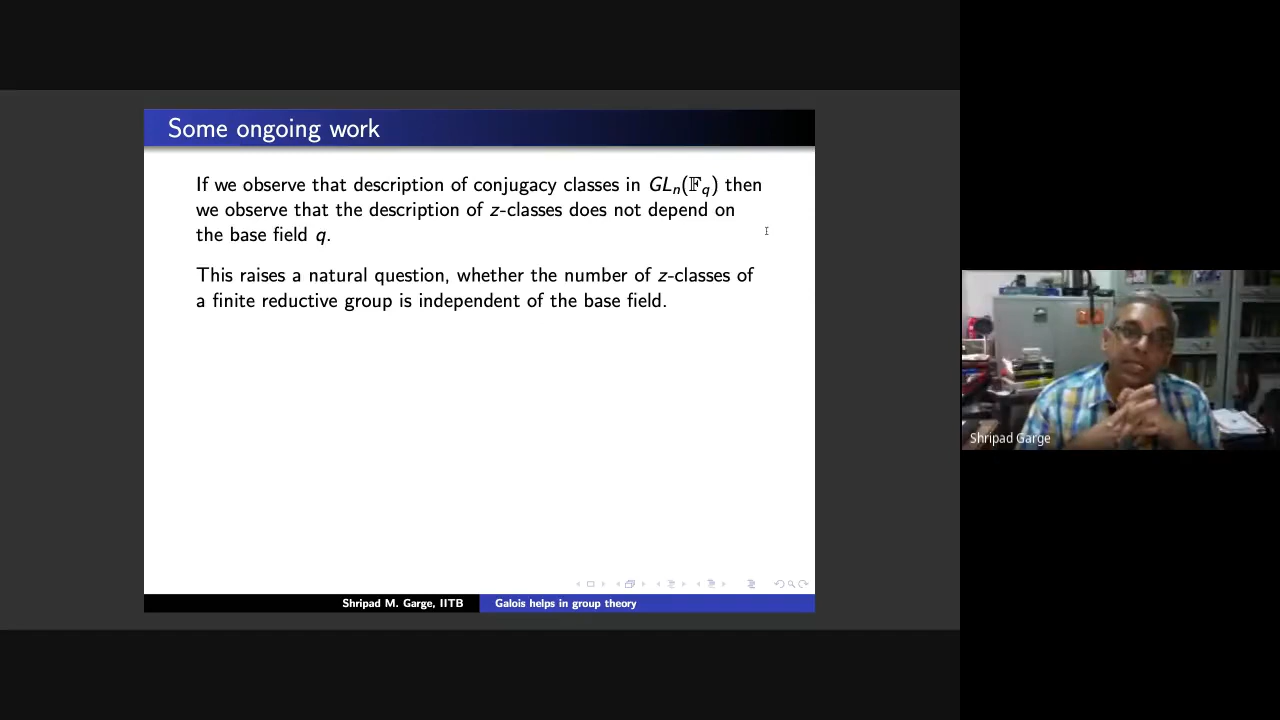 Some ongoing work
If we observe that description of conjugacy classes in GLₙ(𝔽_q) then
we observe that the description of z-classes does not depend on
the base field q.
This raises a natural question, whether the number of z-classes of
a finite reductive group is independent of the base field.
Shripad M. Garge, IITB
Galois helps in group theory
Shripad Garge